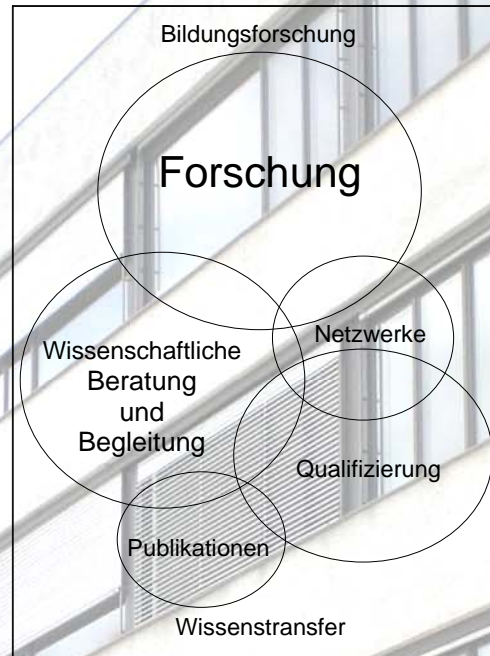 Bildungsforschung
Forschung
Netzwerke
Wissenschaftliche
Beratung
und
Begleitung
Qualifizierung
Publikationen
Wissenstransfer